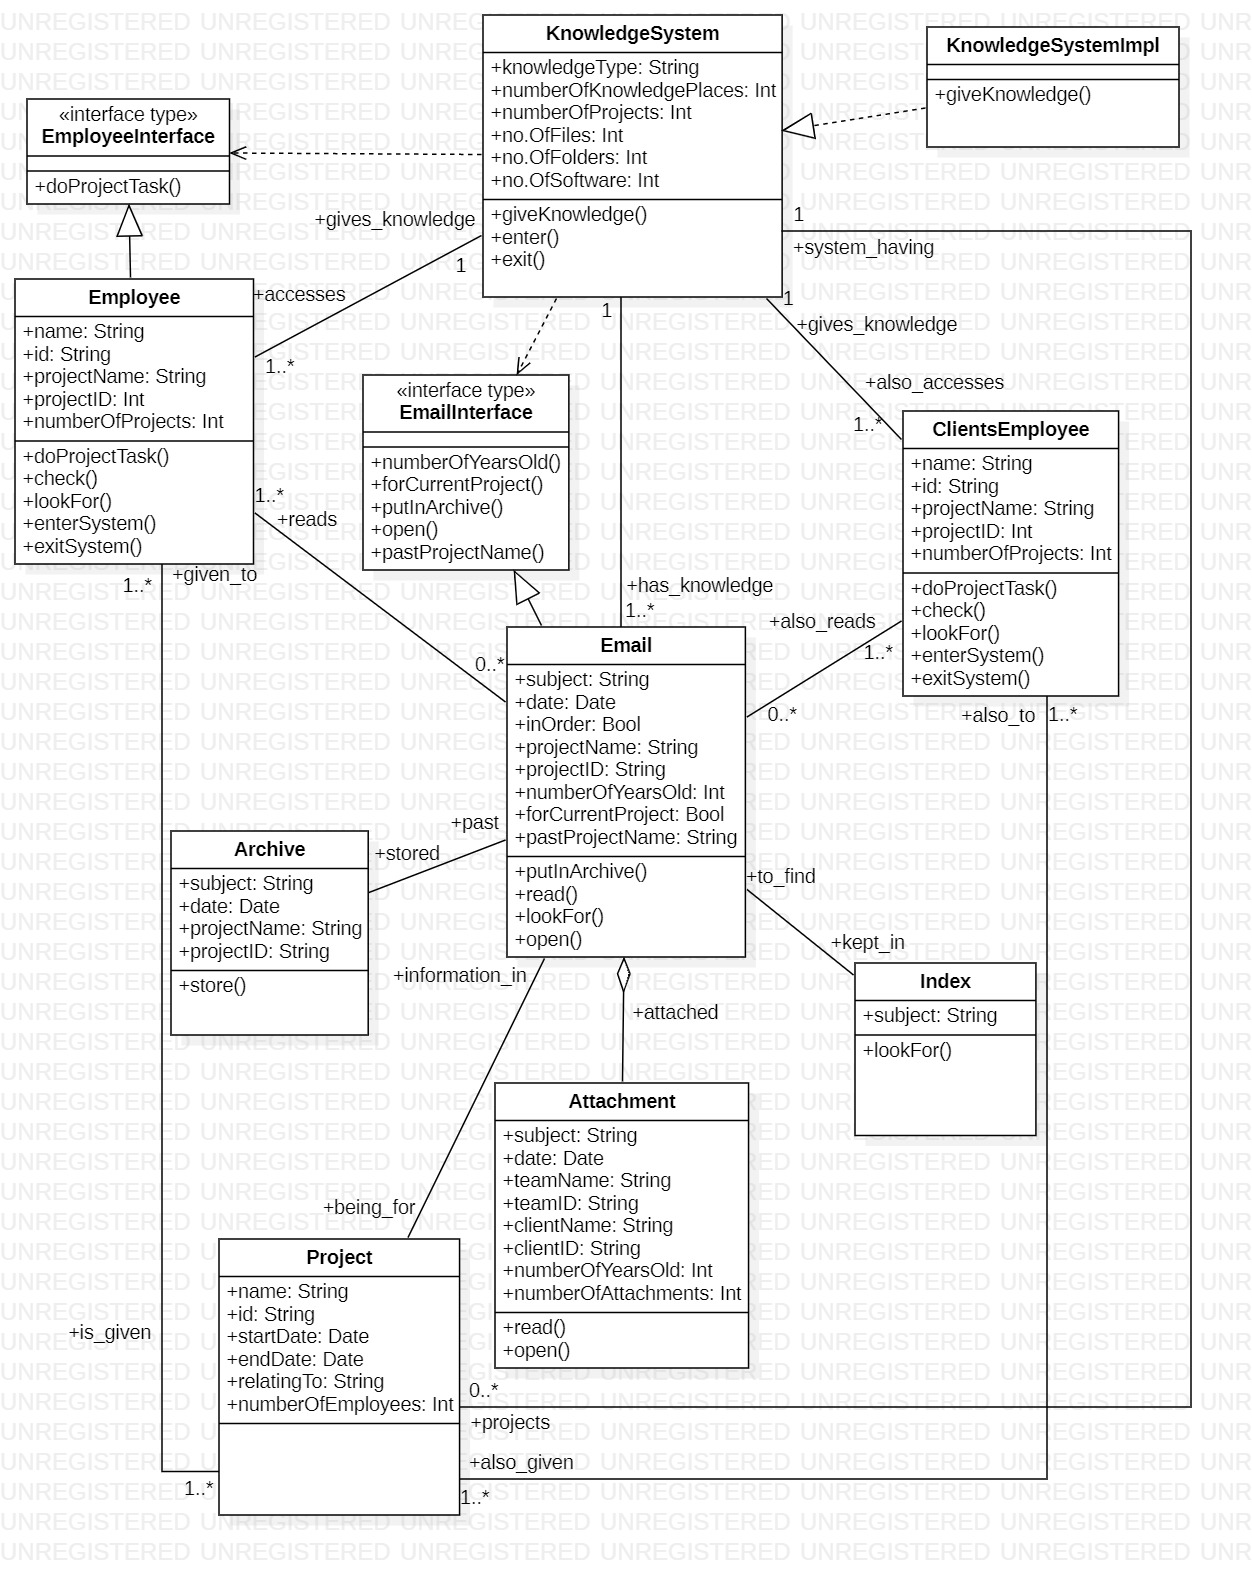 KnowledgeSystem
+knowledgeType: String
+numberOfKnowledgePlaces: Int
+numberOfProjects: Int
+no.OfFiles: Int
+no.OfFolders: Int
+no.OfSoftware: Int
+giveKnowledge()
+enter()
+exit()
KnowledgeSystemImpl
+giveKnowledge()
«interface type»
EmployeeInterface
+doProjectTask()
+gives_knowledge
1
+accesses
1..*
1
+system_having
1
+gives_knowledge
+also_accesses
1..*
1
+has_knowledge
1..*
Employee
+name: String
+id: String
+projectName: String
+projectID: Int
+numberOfProjects: Int
+doProjectTask()
+check()
+lookFor()
+enterSystem()
+exitSystem()
1..*
+reads
0..*
1..*
+given_to
«interface type»
EmailInterface
+numberOfYearsOld()
+forCurrentProject()
+putInArchive()
+open()
+pastProjectName()
ClientsEmployee
+name: String
+id: String
+projectName: String
+projectID: Int
+numberOfProjects: Int
+doProjectTask()
+check()
+lookFor()
+enterSystem()
+exitSystem()
+also_reads
1..*
0..*
+also_to
1..*
Email
+subject: String
+date: Date
+inOrder: Bool
+projectName: String
+projectID: String
+numberOfYearsOld: Int
+forCurrentProject: Bool
+pastProjectName: String
+putInArchive()
+read()
+lookFor()
+open()
+past
+stored
Archive
+subject: String
+date: Date
+projectName: String
+projectID: String
+store()
+to_find
+kept_in
Index
+subject: String
+lookFor()
+information_in
+being_for
+attached
Attachment
+subject: String
+date: Date
+teamName: String
+teamID: String
+clientName: String
+clientID: String
+numberOfYearsOld: Int
+numberOfAttachments: Int
+read()
+open()
Project
+name: String
+id: String
+startDate: Date
+endDate: Date
+relatingTo: String
+numberOfEmployees: Int
+is_given
1..*
0..*
+projects
+also_given
1..*
UNREGISTERED